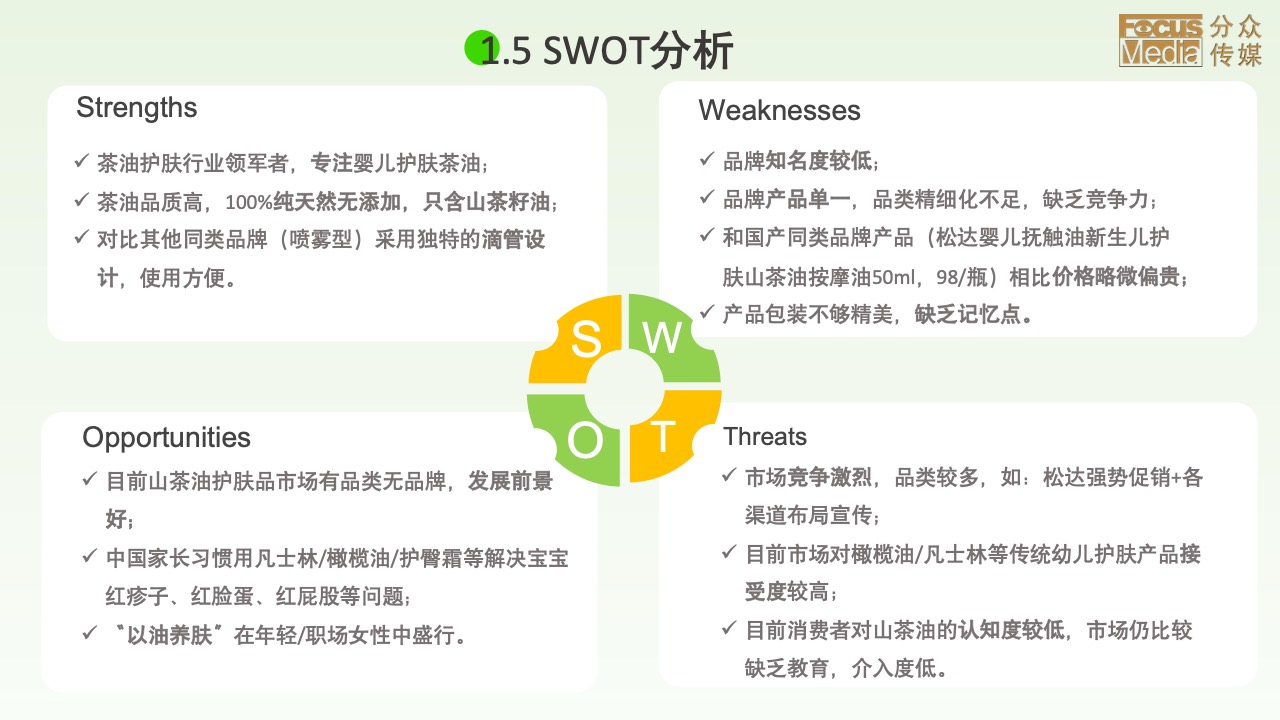 1.5 SWOT分析
Focus Media
分众
传媒
Strengths
✓ 茶油护肤行业领军者，专注婴儿护肤茶油；
✓ 茶油品质高，100%纯天然无添加，只含山茶籽油；
✓ 对比其他同类品牌（喷雾型）采用独特的滴管设
计，使用方便。
Weaknesses
✓ 品牌知名度较低；
✓ 品牌产品单一，品类精细化不足，缺乏竞争力；
✓ 和国产同类品牌产品（松达婴儿抚触油新生儿护
肤山茶油按摩油50ml，98/瓶）相比价格略微偏贵；
✓ 产品包装不够精美，缺乏记忆点。
S
W
O
T
Opportunities
✓ 目前山茶油护肤品市场有品类无品牌，发展前景
好；
✓ 中国家长习惯用凡士林/橄榄油/护臀霜等解决宝宝
红疹子、红脸蛋、红屁股等问题；
✓ “以油养肤”在年轻/职场女性中盛行。
Threats
✓ 市场竞争激烈，品类较多，如：松达强势促销+各
渠道布局宣传；
✓ 目前市场对橄榄油/凡士林等传统幼儿护肤产品接
受度较高；
✓ 目前消费者对山茶油的认知度较低，市场仍比较
缺乏教育，介入度低。